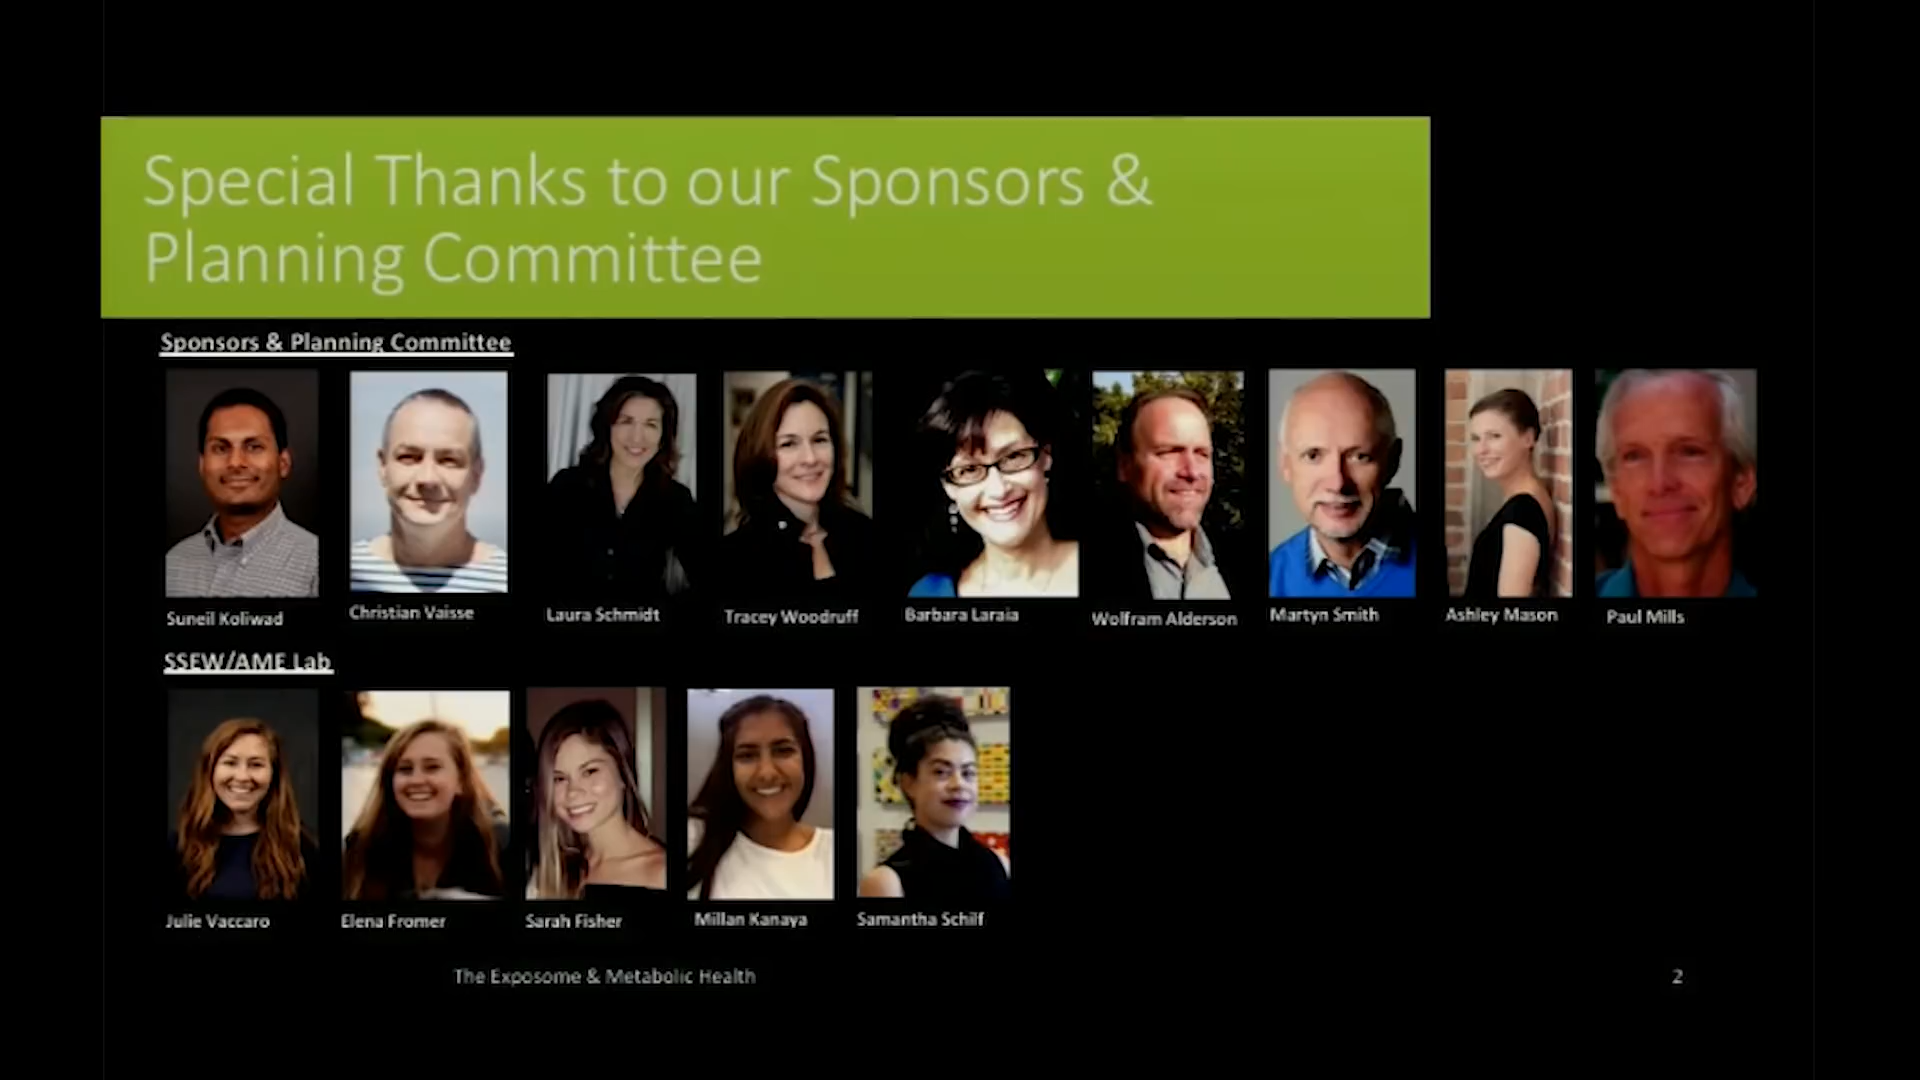 Special Thanks to our Sponsors &
Planning Committee
Sponsors & Planning Committee
Suneil Koliwad
Christian Vaisse
Laura Schmidt
Tracey Woodruff
Barbara Laraia
Wolfram Alderson
Martyn Smith
Ashley Mason
Paul Mills
SSEW/AME Lab
Julie Vaccaro
Elena Fromer
Sarah Fisher
Millan Kanaya
Samantha Schilf
The Exposome & Metabolic Health
2